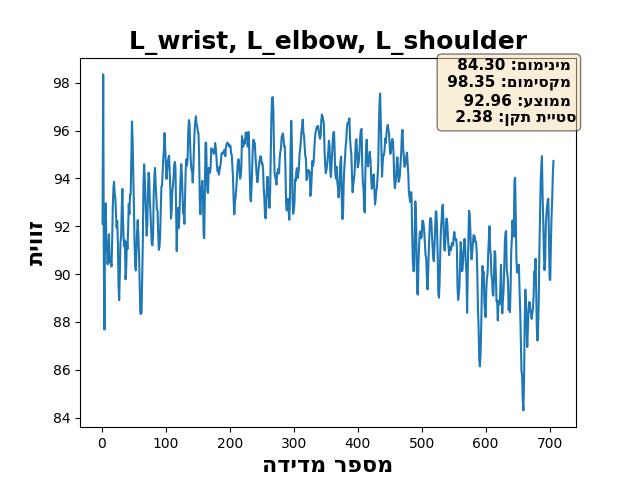 L_wrist, L_elbow, L_shoulder
מינימום: 84.30
מקסימום: 98.35
ממוצע: 92.96
סטיית תקן: 2.38
זווית
98
96
94
92
90
88
86
84
0 100 200 300 400 500 600 700
מספר מדידה